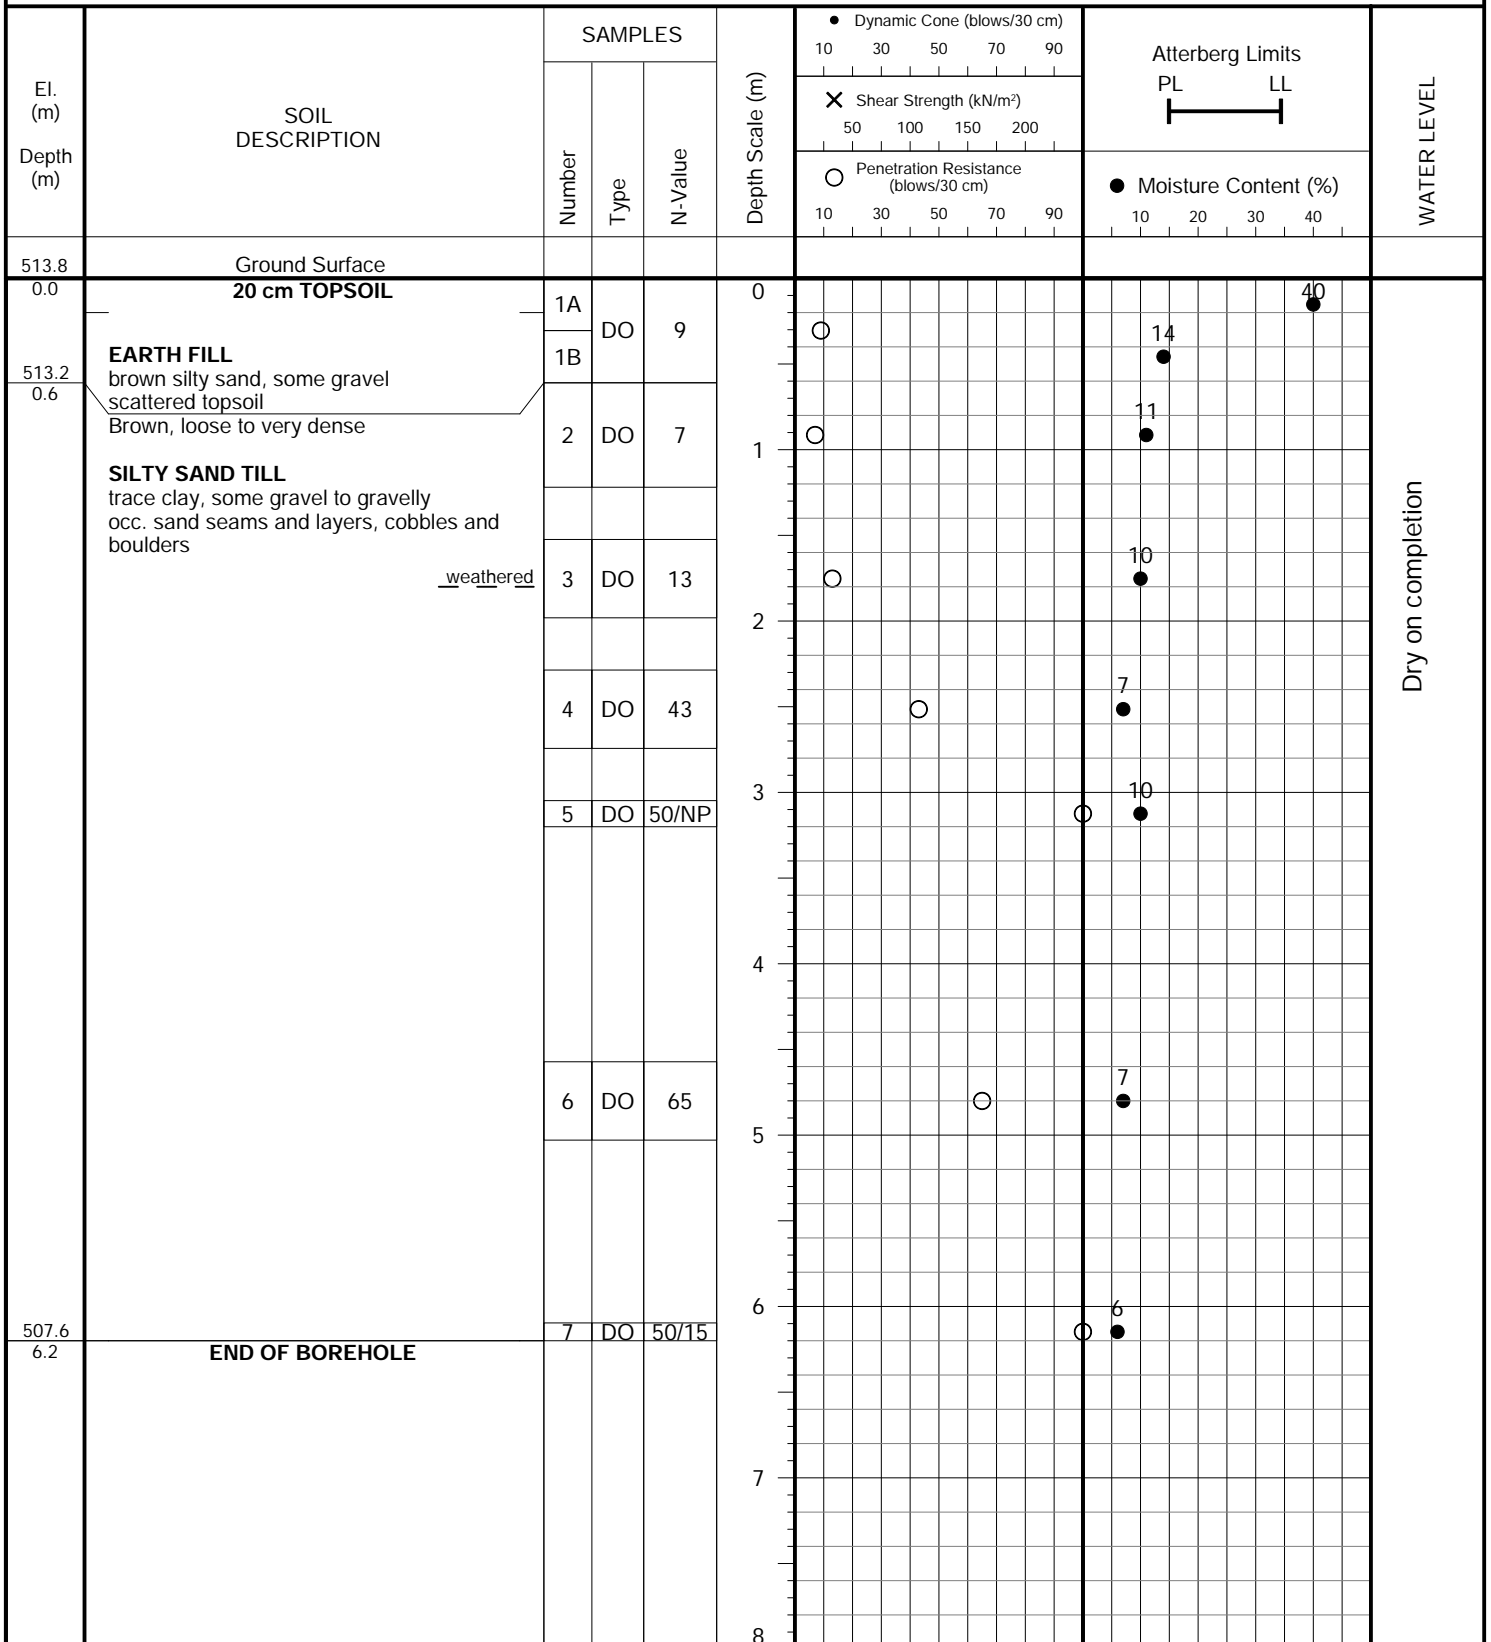 El.
(m)
Depth
(m)
SOIL
DESCRIPTION
SAMPLES
Number
Type
N-Value
Depth Scale (m)
Dynamic Cone (blows/30 cm)
10 30 50 70 90
Shear Strength (kN/m²)
50 100 150 200
Penetration Resistance
(blows/30 cm)
10 30 50 70 90
Atterberg Limits
PL LL
Moisture Content (%)
10 20 30 40
WATER LEVEL
513.8 Ground Surface
0.0 20 cm TOPSOIL
1A
DO 9
0
40
14
EARTH FILL
1B
513.2
brown silty sand, some gravel
0.6
scattered topsoil
Brown, loose to very dense
2 DO 7
11
1
SILTY SAND TILL
trace clay, some gravel to gravelly
occ. sand seams and layers, cobbles and
boulders
weathered
3 DO 13
10
Dry on completion
2
4 DO 43
7
3
5 DO 50/NP
10
4
6 DO 65
7
5
6
6
507.6
7 DO 50/15
6.2 END OF BOREHOLE
7
8